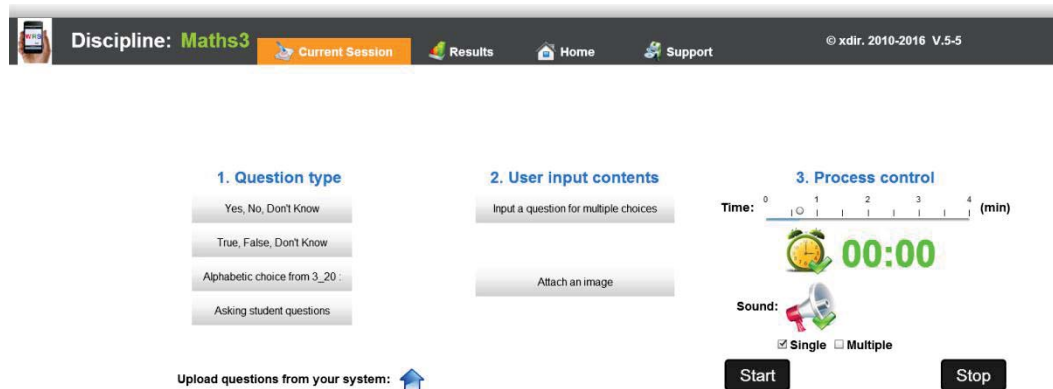 WRS
Discipline: Maths3
Current Session
Results
Home
Support
© xdir. 2010-2016 V.5-5
1. Question type
Yes, No, Don't Know
True, False, Don't Know
Alphabetic choice from 3_20 :
Asking student questions
Upload questions from your system:
2. User input contents
Input a question for multiple choices
Attach an image
3. Process control
Time: 0 1 2 3 4 (min)
00:00
Sound:
Single Multiple
Start Stop